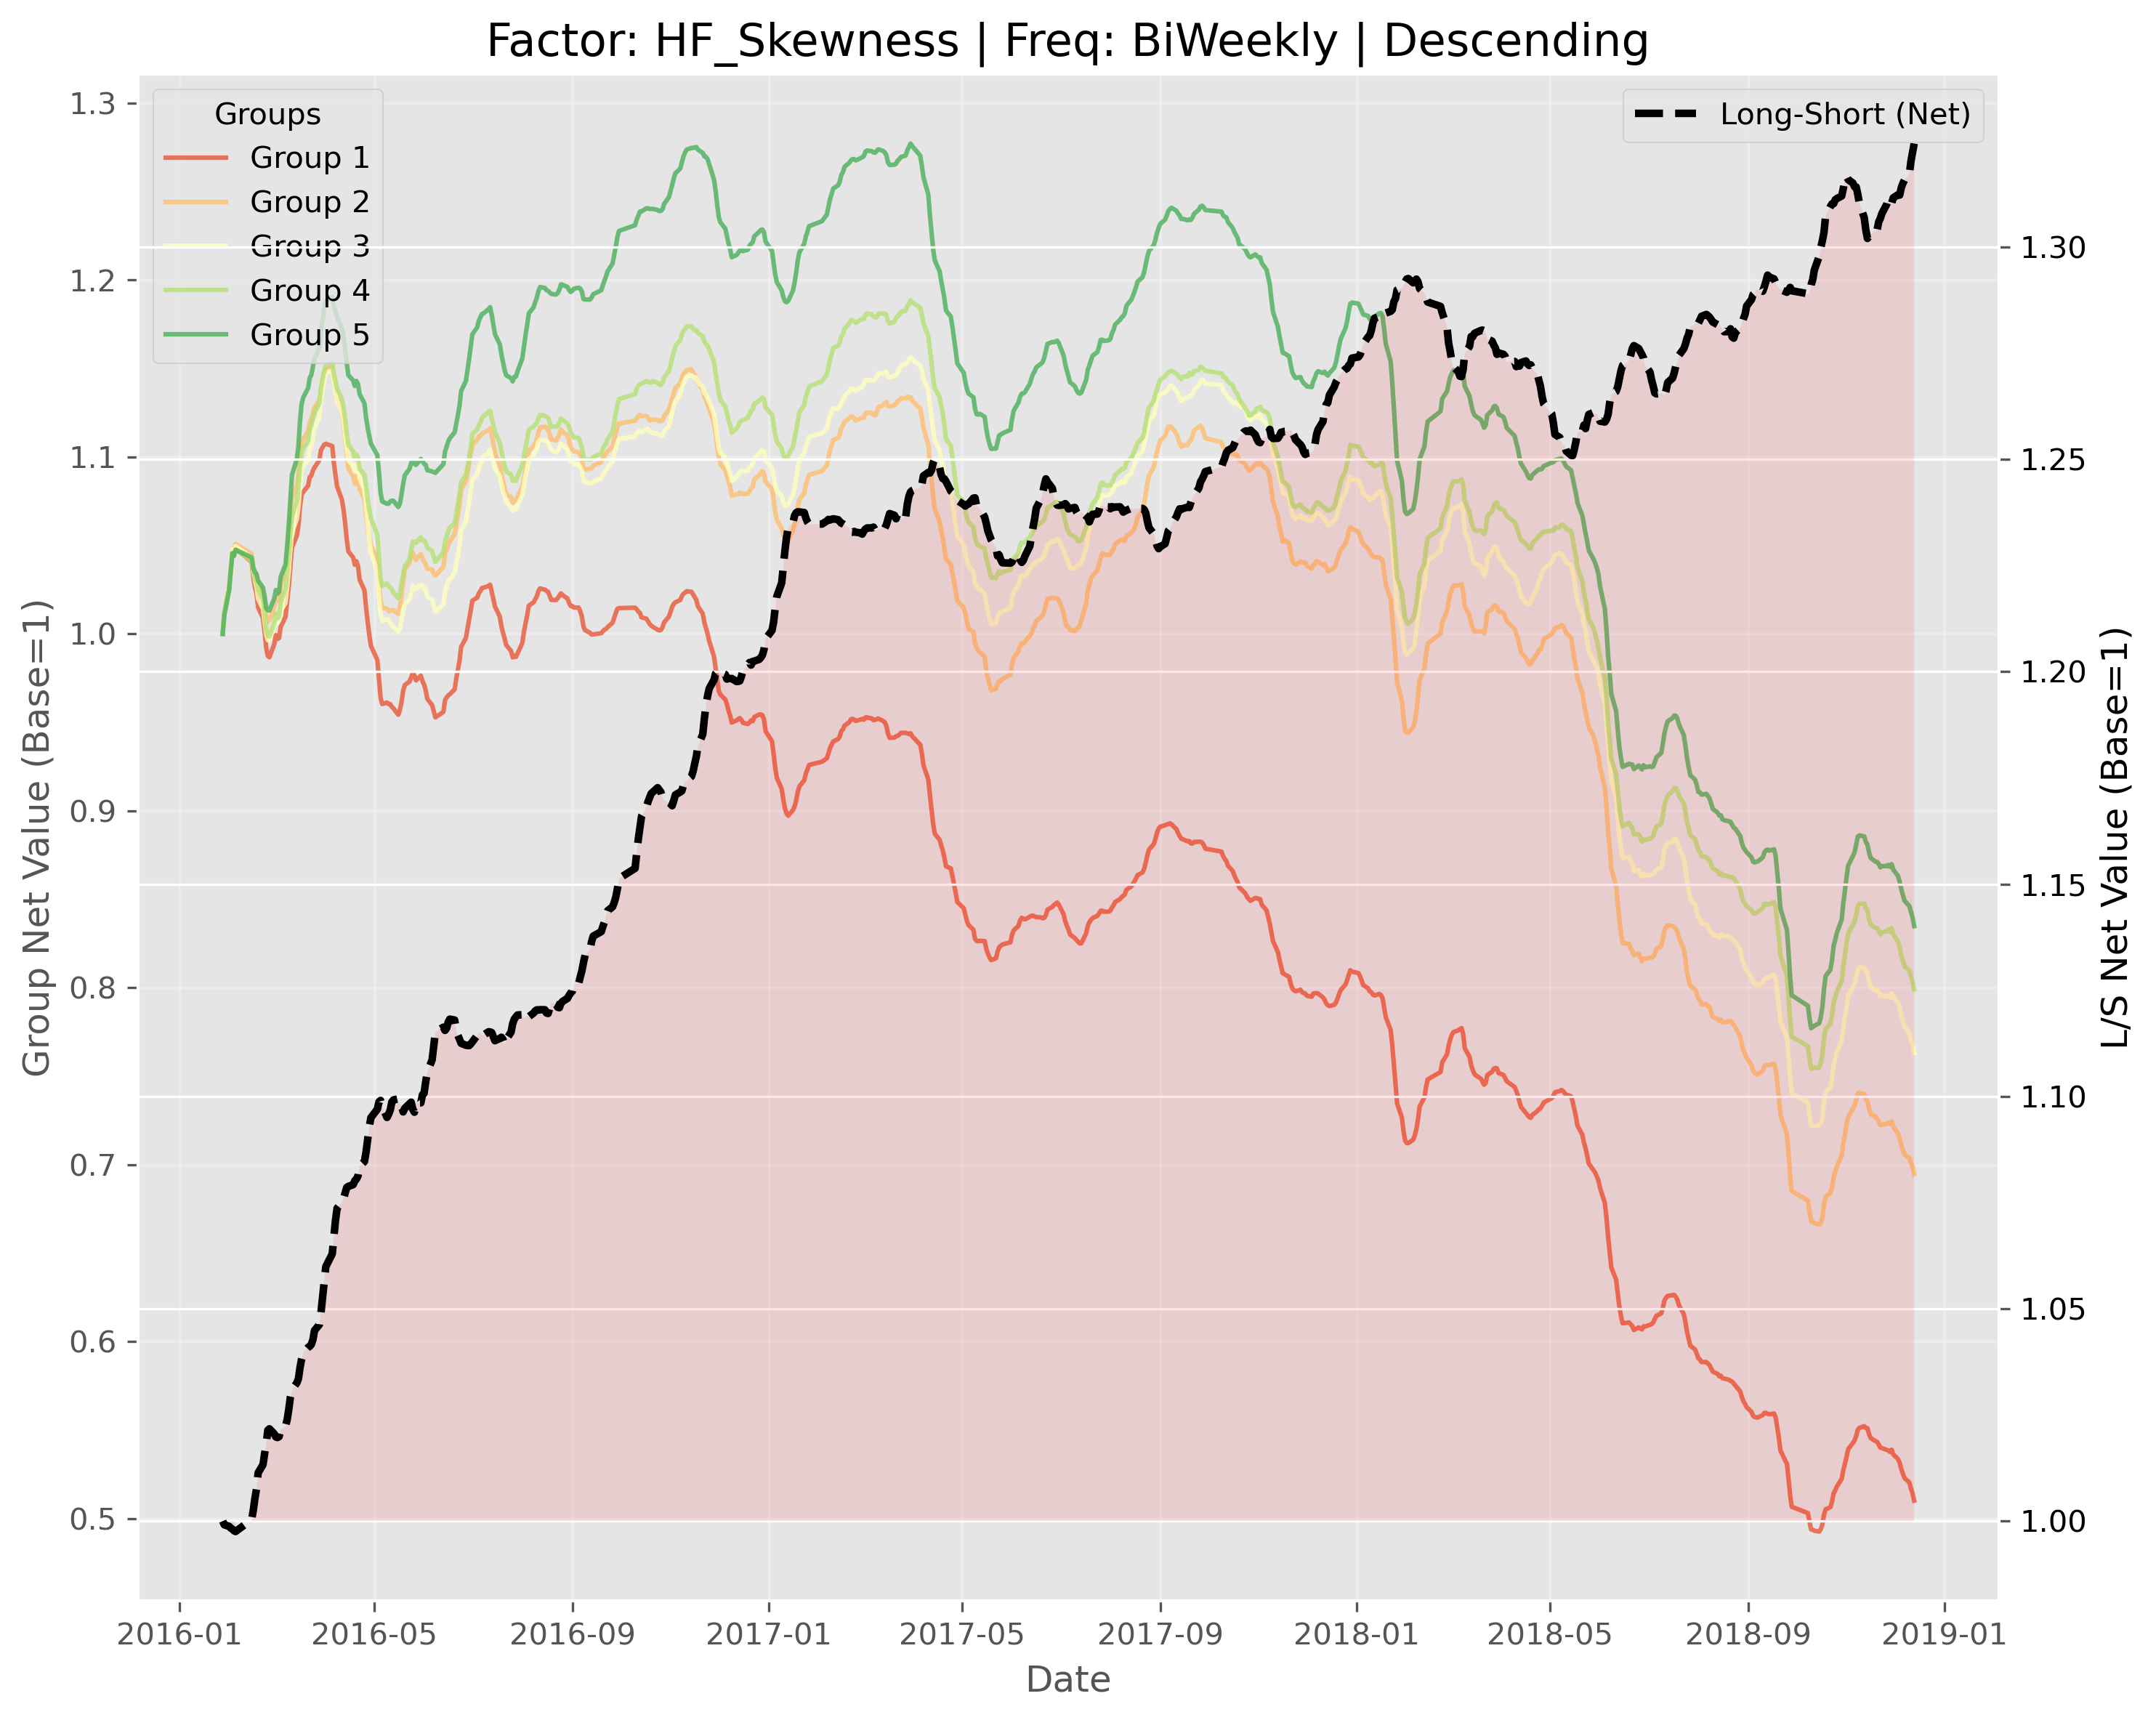 Factor: HF_Skewness | Freq: BiWeekly | Descending
Groups
Group 1
Group 2
Group 3
Group 4
Group 5
Long-Short (Net)
Group Net Value (Base=1)
1.3
1.2
1.1
1.0
0.9
0.8
0.7
0.6
0.5
L/S Net Value (Base=1)
1.30
1.25
1.20
1.15
1.10
1.05
1.00
2016-01
2016-05
2016-09
2017-01
2017-05
2017-09
2018-01
2018-05
2018-09
2019-01
Date